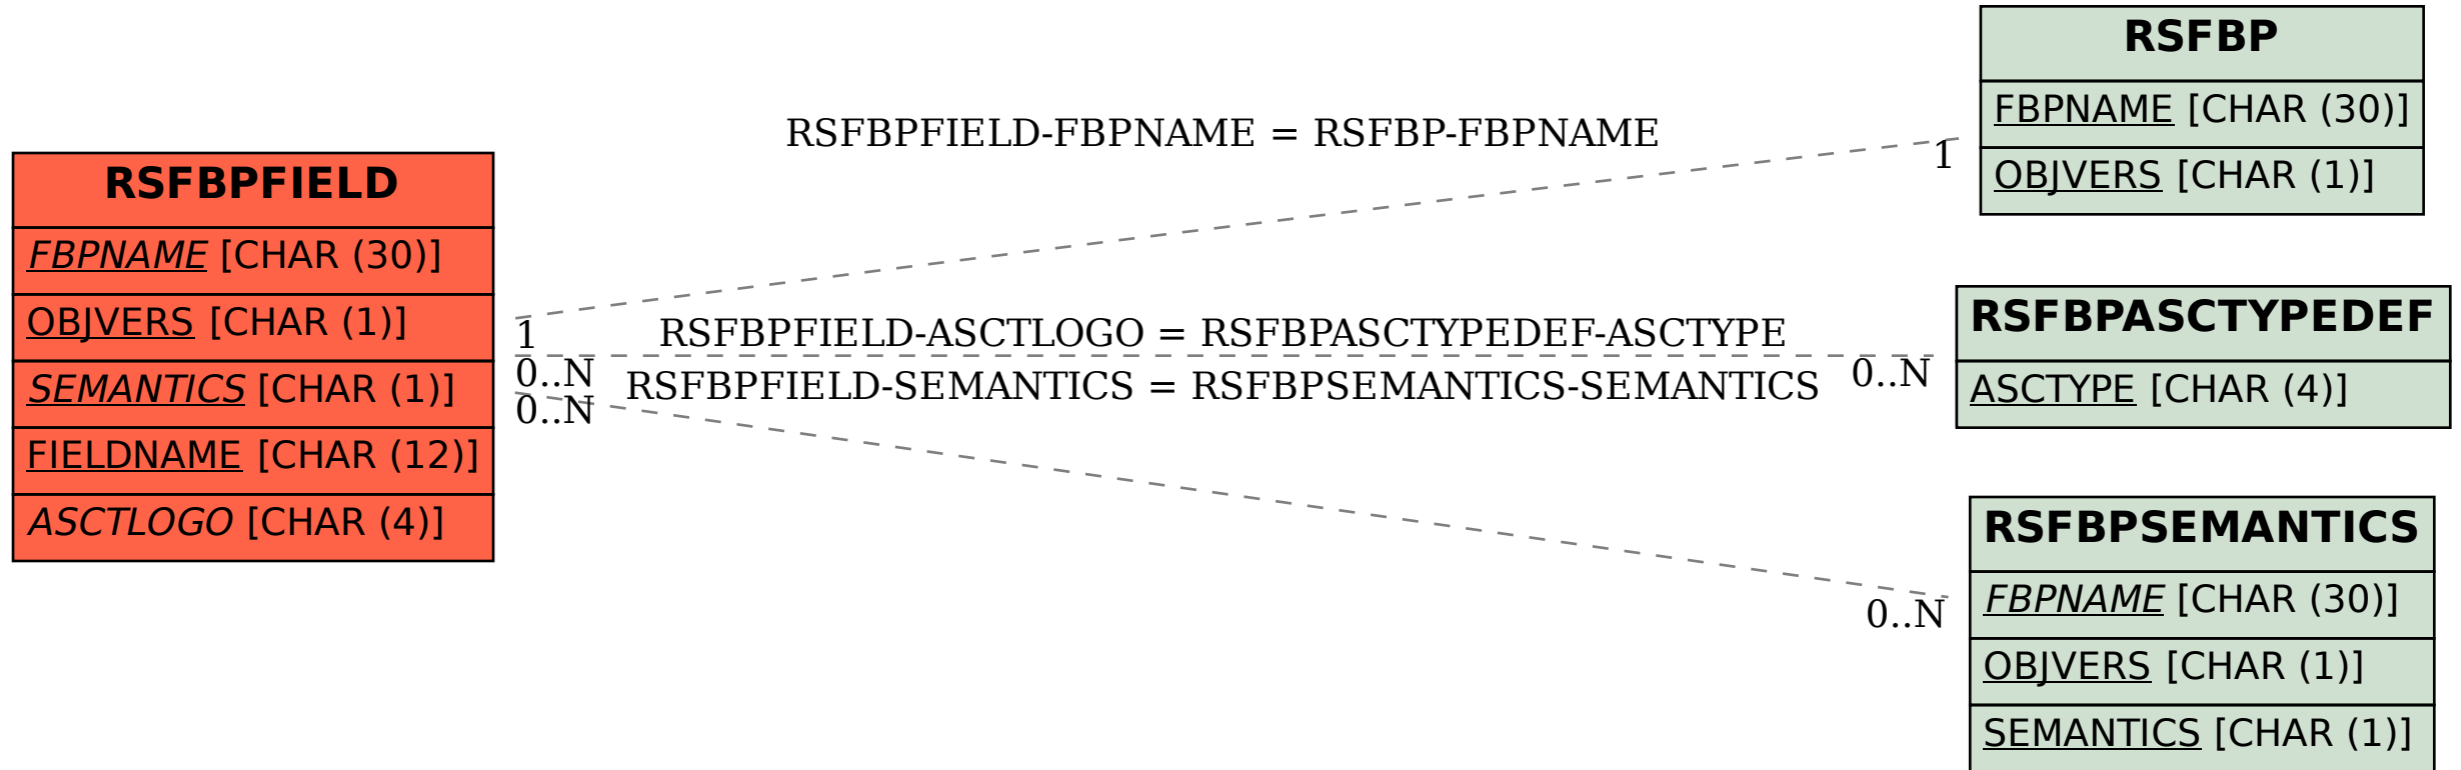 RSFBPFIELD
FBPNAME [CHAR (30)]
OBJVERS [CHAR (1)]
SEMANTICS [CHAR (1)]
FIELDNAME [CHAR (12)]
ASCTLOGO [CHAR (4)]
RSFBPFIELD-FBPNAME = RSFBP-FBPNAME
1
1
RSFBPFIELD-ASCTLOGO = RSFBPASCTYPEDEF-ASCTYPE
0..N
0..N
RSFBPFIELD-SEMANTICS = RSFBPSEMANTICS-SEMANTICS
0..N
0..N
RSFBP
FBPNAME [CHAR (30)]
OBJVERS [CHAR (1)]
RSFBPASCTYPEDEF
ASCTYPE [CHAR (4)]
RSFBPSEMANTICS
FBPNAME [CHAR (30)]
OBJVERS [CHAR (1)]
SEMANTICS [CHAR (1)]